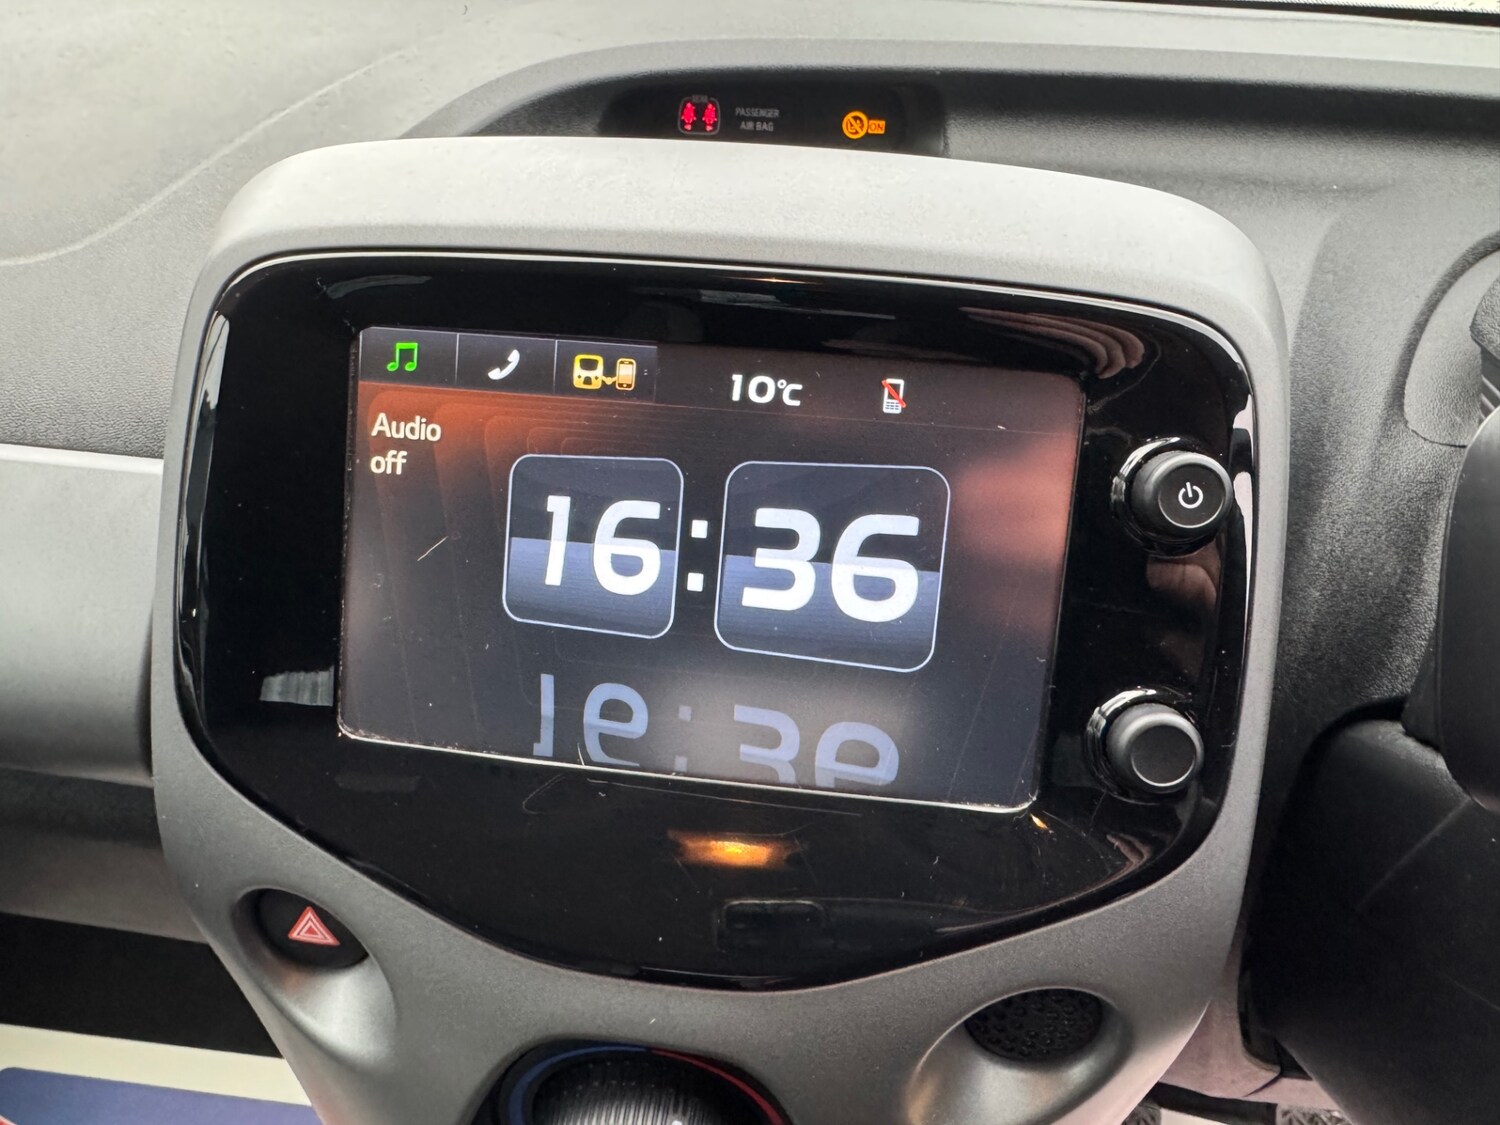 PASSENGER
AIR BAG
ON
10°C
Audio
off
16:36